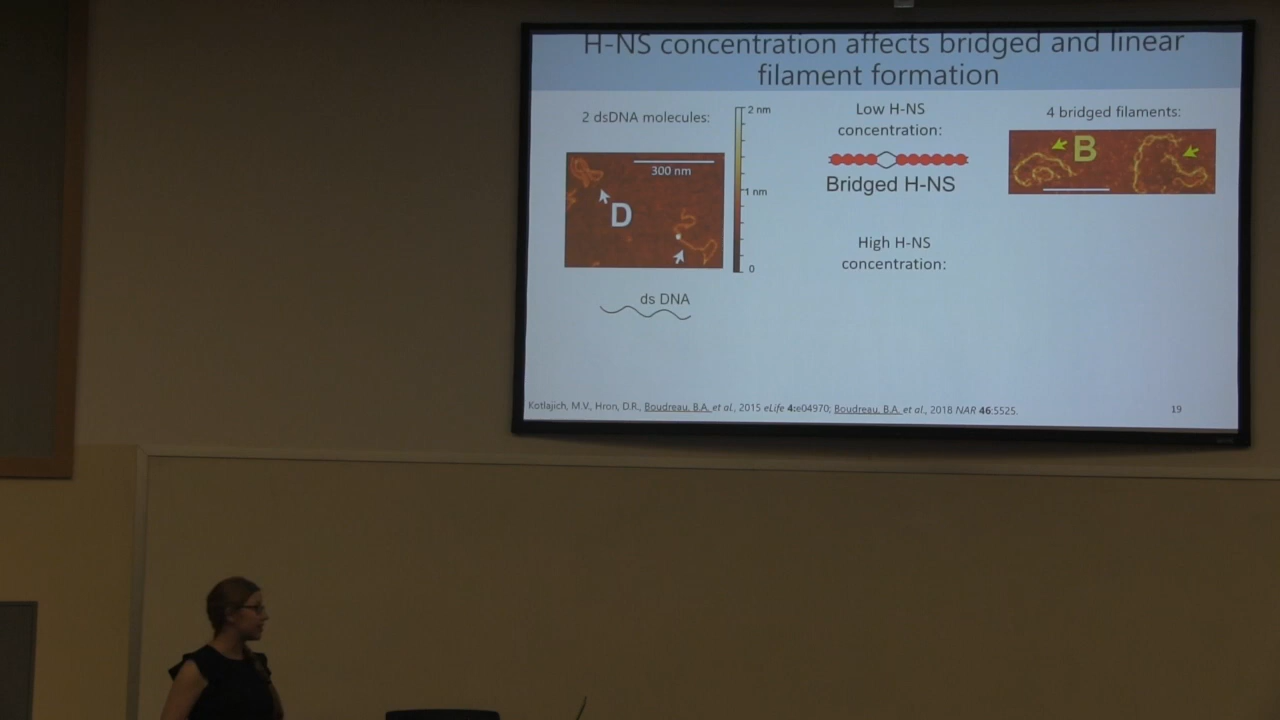 H-NS concentration affects bridged and linear
filament formation
2 dsDNA molecules:
300 nm
D
ds DNA
2 nm
1 nm
0
Low H-NS
concentration:
Bridged H-NS
High H-NS
concentration:
4 bridged filaments:
B
Kotlajich, M.V., Hron, D.R., Boudreau, B.A. et al., 2015 eLife 4:e04970; Boudreau, B.A. et al., 2018 NAR 46:5525.
19